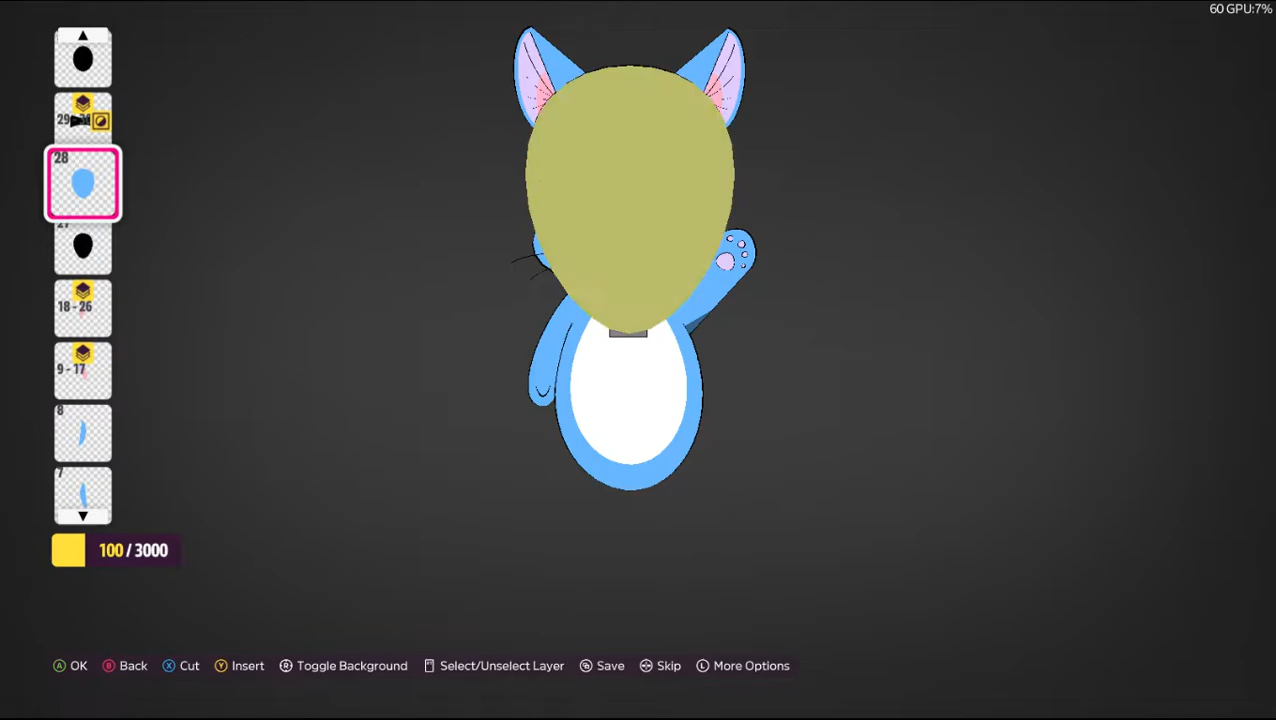 60 GPU:7%
28
27
18 - 26
9 - 17
8
7
100 / 3000
A OK B Back X Cut Y Insert R Toggle Background Select/Unselect Layer Save Skip L More Options